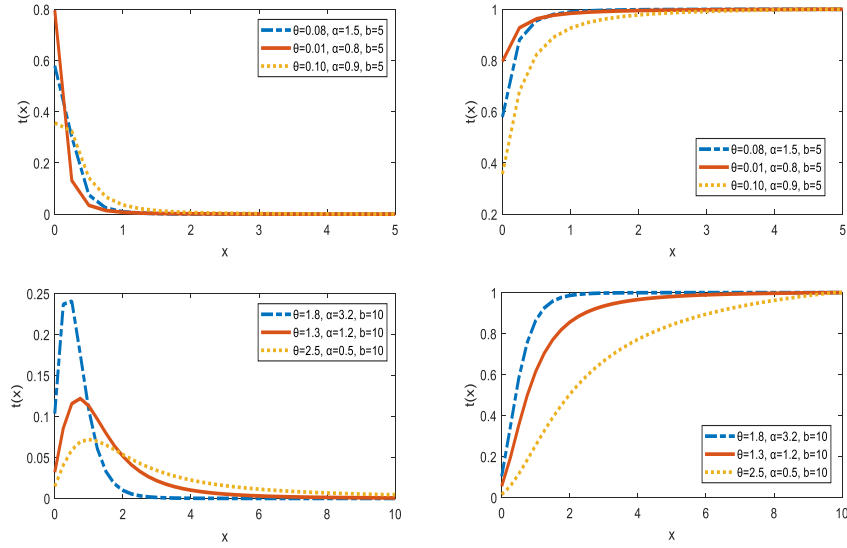 0.8
0.6
0.4
0.2
0
t(x)
0
1
2
3
4
5
x
θ=0.08, α=1.5, b=5
θ=0.01, α=0.8, b=5
θ=0.10, α=0.9, b=5
1
0.8
0.6
0.4
0.2
t(x)
0
1
2
3
4
5
x
θ=0.08, α=1.5, b=5
θ=0.01, α=0.8, b=5
θ=0.10, α=0.9, b=5
0.25
0.2
0.15
0.1
0.05
0
t(x)
0
2
4
6
8
10
x
θ=1.8, α=3.2, b=10
θ=1.3, α=1.2, b=10
θ=2.5, α=0.5, b=10
1
0.8
0.6
0.4
0.2
0
t(x)
0
2
4
6
8
10
x
θ=1.8, α=3.2, b=10
θ=1.3, α=1.2, b=10
θ=2.5, α=0.5, b=10